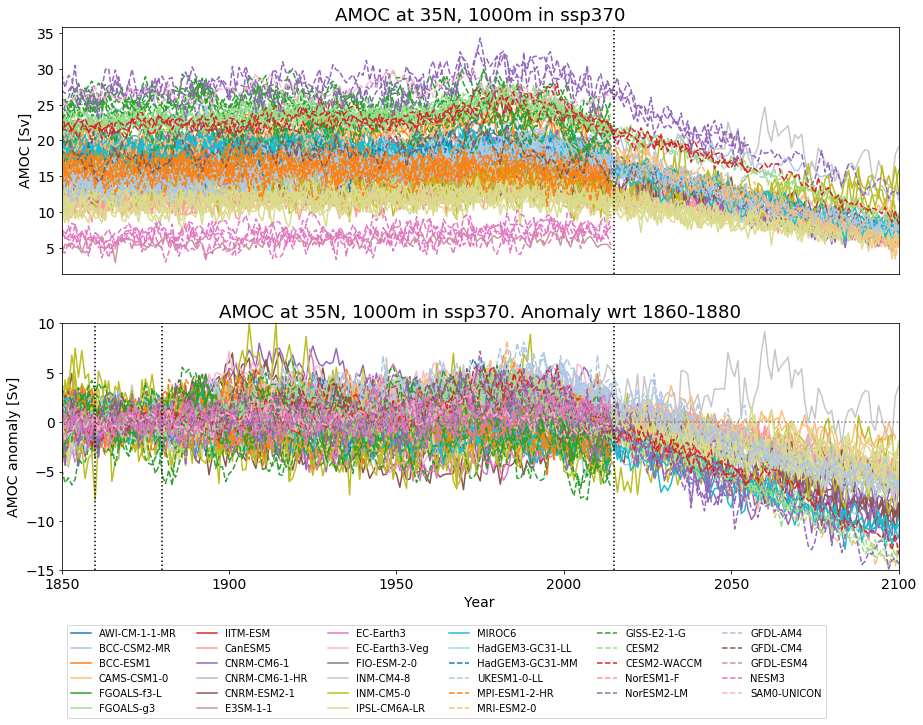 AMOC at 35N, 1000m in ssp370
35
30
25
20
15
10
5
AMOC [Sv]
AMOC at 35N, 1000m in ssp370. Anomaly wrt 1860-1880
10
5
0
−5
−10
−15
AMOC anomaly [Sv]
1850 1900 1950 2000 2050 2100
Year
AWI-CM-1-1-MR IITM-ESM EC-Earth3 MIROC6 GISS-E2-1-G GFDL-AM4
BCC-CSM2-MR CanESM5 EC-Earth3-Veg HadGEM3-GC31-LL CESM2 GFDL-CM4
BCC-ESM1 CNRM-CM6-1 FIO-ESM-2-0 HadGEM3-GC31-MM CESM2-WACCM GFDL-ESM4
CAMS-CSM1-0 CNRM-CM6-1-HR INM-CM4-8 UKESM1-0-LL NorESM1-F NESM3
FGOALS-f3-L CNRM-ESM2-1 INM-CM5-0 MPI-ESM1-2-HR NorESM2-LM SAM0-UNICON
FGOALS-g3 E3SM-1-1 IPSL-CM6A-LR MRI-ESM2-0